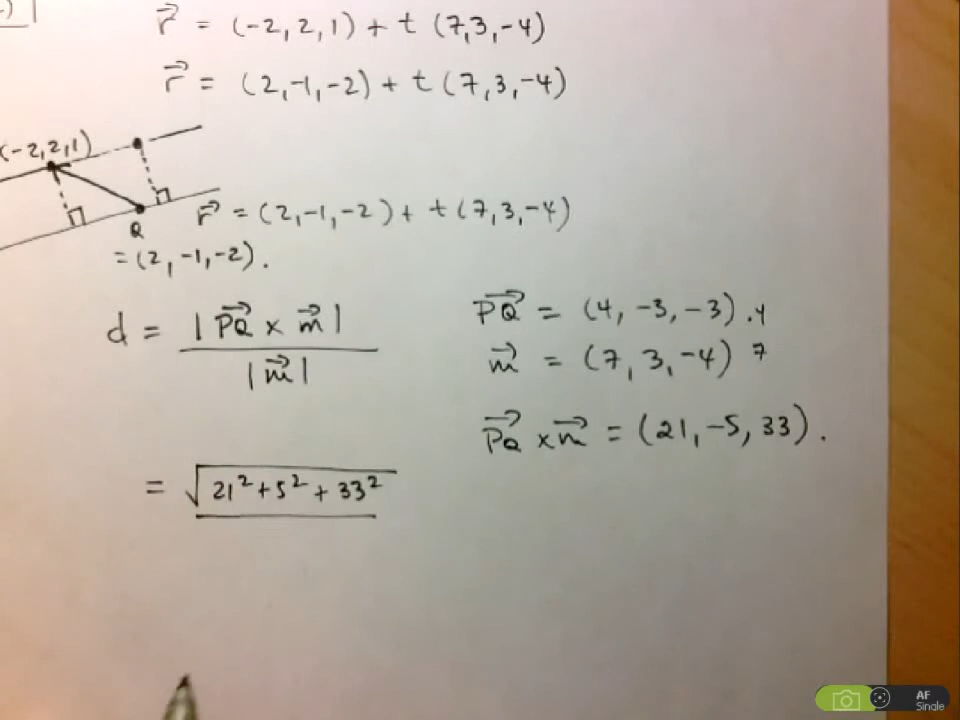 r⃗ = (-2, 2, 1) + t (7, 3, -4)
r⃗ = (2, -1, -2) + t (7, 3, -4)
(-2, 2, 1)
r⃗ = (2, -1, -2) + t (7, 3, -4)
Q
= (2, -1, -2).
d = |PQ⃗ × m⃗| / |m⃗|
PQ⃗ = (4, -3, -3) . 4
m⃗ = (7, 3, -4) 7
PQ⃗ × m⃗ = (21, -5, 33).
= √21² + 5² + 33²
AF
Single